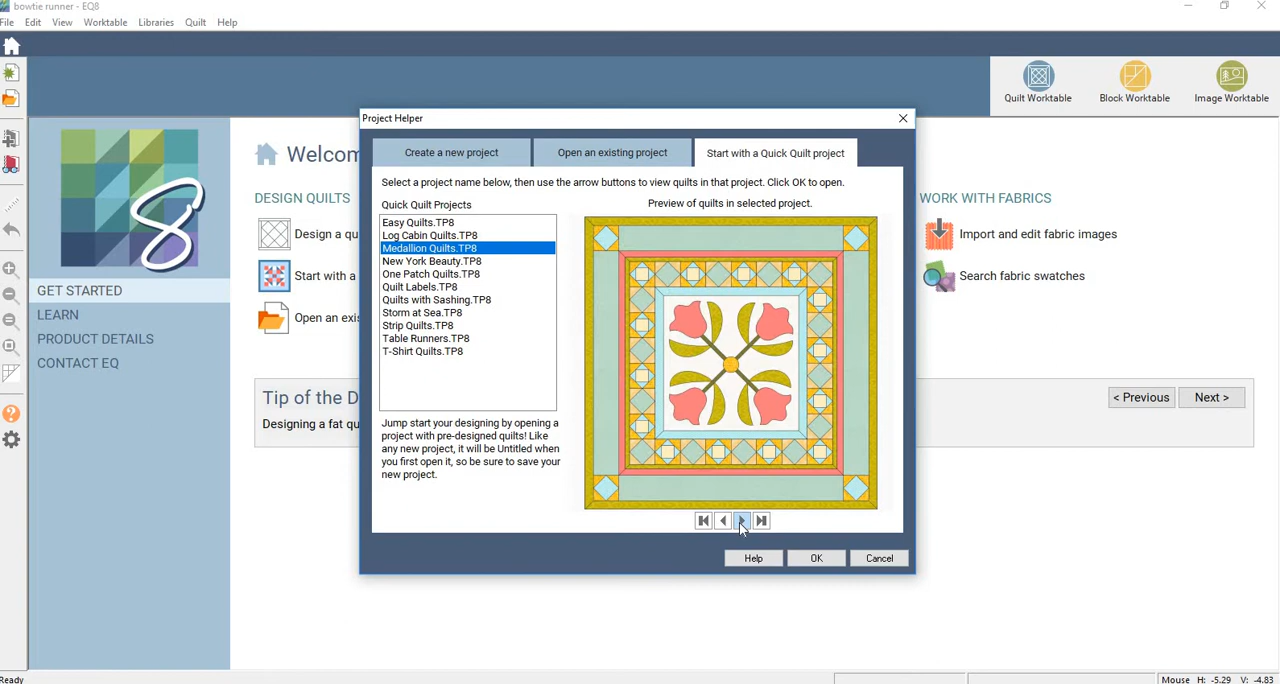 bowtie runner - EQ8
File Edit View Worktable Libraries Quilt Help
Quilt Worktable Block Worktable Image Worktable
Project Helper
Create a new project Open an existing project Start with a Quick Quilt project
Select a project name below, then use the arrow buttons to view quilts in that project. Click OK to open.
Quick Quilt Projects
Preview of quilts in selected project.
Easy Quilts.TP8
Log Cabin Quilts.TP8
Medallion Quilts.TP8
New York Beauty.TP8
One Patch Quilts.TP8
Quilt Labels.TP8
Quilts with Sashing.TP8
Storm at Sea.TP8
Strip Quilts.TP8
Table Runners.TP8
T-Shirt Quilts.TP8
Jump start your designing by opening a
project with pre-designed quilts! Like
any new project, it will be Untitled when
you first open it, so be sure to save your
new project.
Help OK Cancel
8
GET STARTED
LEARN
PRODUCT DETAILS
CONTACT EQ
Welcom
DESIGN QUILTS
Design a qu
Start with a
Open an exis
WORK WITH FABRICS
Import and edit fabric images
Search fabric swatches
Tip of the D
Designing a fat qu
< Previous Next >
Ready
Mouse H: -5.29 V: -4.83